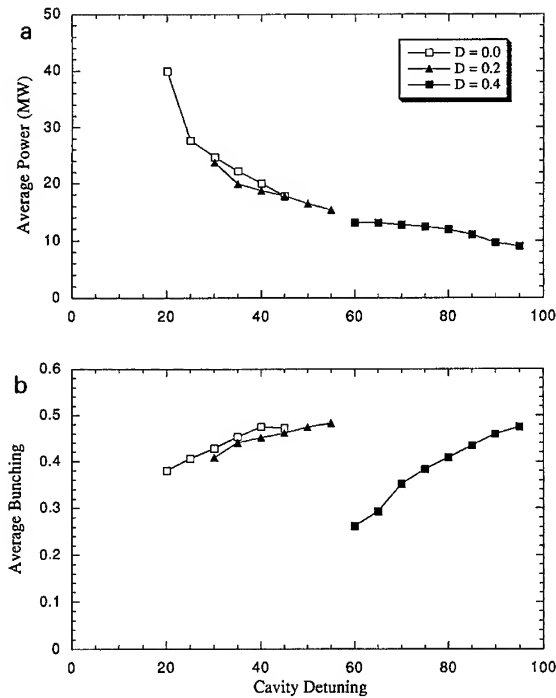 a
50
40
30
20
10
0
Average Power (MW)
D = 0.0
D = 0.2
D = 0.4
0 20 40 60 80 100
b
0.6
0.5
0.4
0.3
0.2
0.1
0
Average Bunching
0 20 40 60 80 100
Cavity Detuning